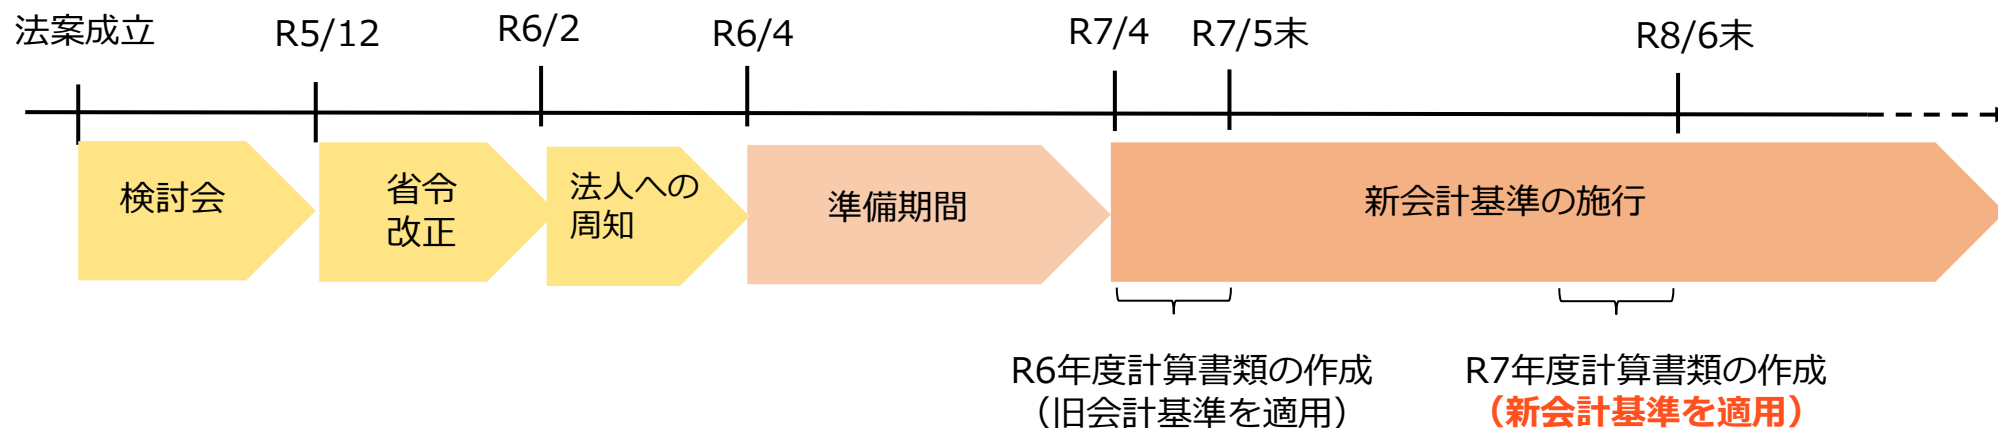 法案成立
R5/12
R6/2
R6/4
R7/4
R7/5末
R8/6末
検討会
省令
改正
法人への
周知
準備期間
新会計基準の施行
R6年度計算書類の作成
（旧会計基準を適用）
R7年度計算書類の作成
（新会計基準を適用）